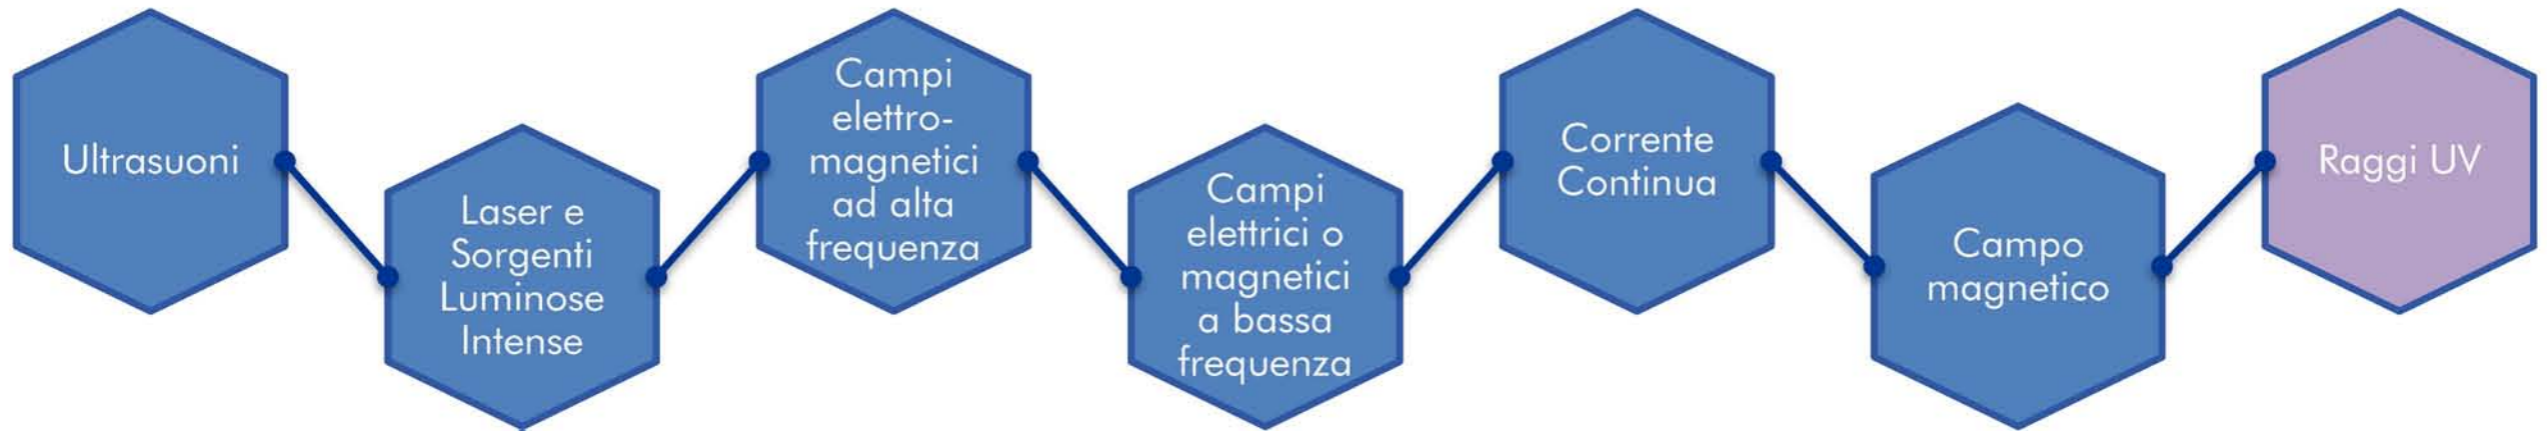 Ultrasuoni
Laser e
Sorgenti
Luminose
Intense
Campi
elettro-
magnetici
ad alta
frequenza
Campi
elettrici o
magnetici
a bassa
frequenza
Corrente
Continua
Campo
magnetico
Raggi UV